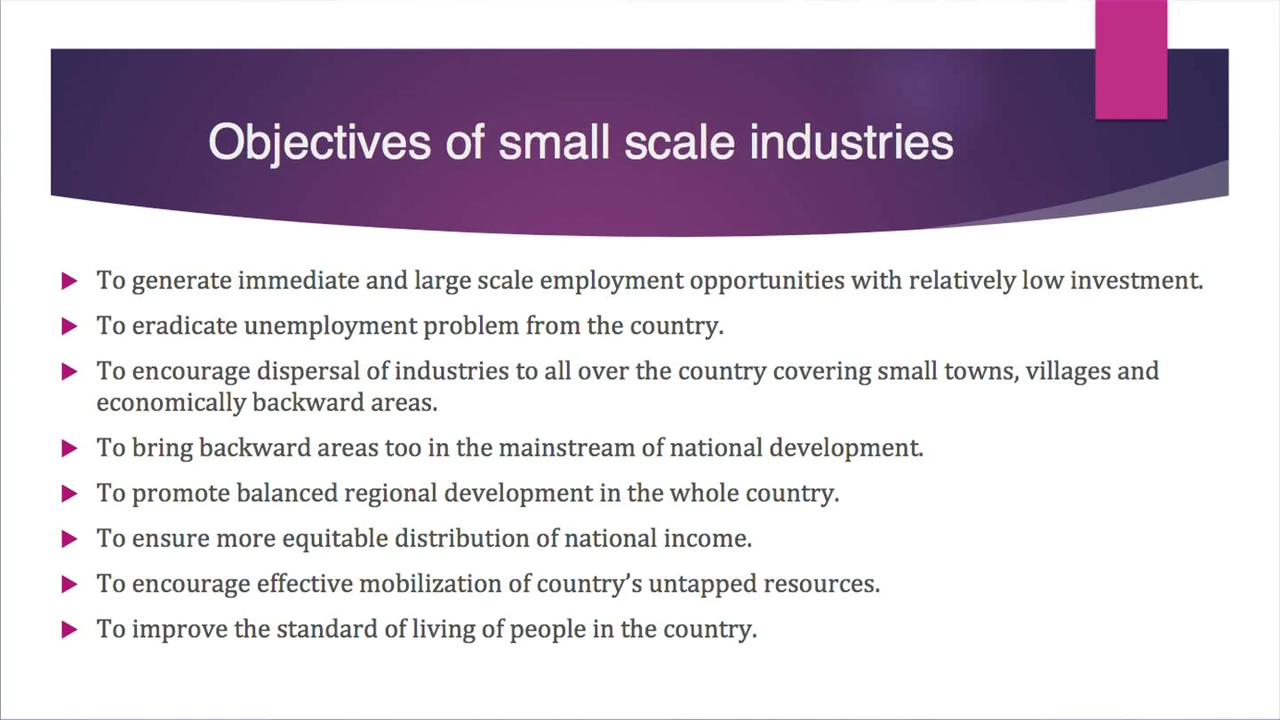 Objectives of small scale industries
To generate immediate and large scale employment opportunities with relatively low investment.
To eradicate unemployment problem from the country.
To encourage dispersal of industries to all over the country covering small towns, villages and
economically backward areas.
To bring backward areas too in the mainstream of national development.
To promote balanced regional development in the whole country.
To ensure more equitable distribution of national income.
To encourage effective mobilization of country’s untapped resources.
To improve the standard of living of people in the country.